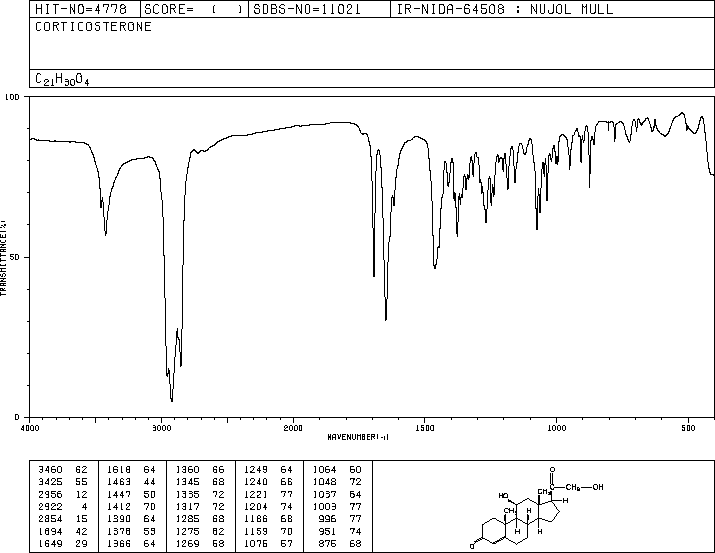 HIT-NO=4778 SCORE= ( ) SDBS-NO=11021 IR-NIDA-64508 : NUJOL MULL
CORTICOSTERONE
C21H30O4
100
50
0
TRANSMITTANCE(%)
4000 3000 2000 1500 1000 500
WAVENUMBER(-1)
3460 62 1618 64 1360 66 1249 64 1064 60
3425 55 1463 44 1345 68 1240 66 1048 72
2956 12 1447 50 1335 72 1221 77 1037 64
2922 4 1412 70 1317 72 1204 74 1003 77
2854 15 1390 64 1285 68 1186 68 996 77
1694 42 1378 53 1275 62 1159 70 951 74
1649 29 1366 64 1269 68 1076 57 876 68
O
C CH2 OH
CH3
HO
H
CH3
H
H H
O